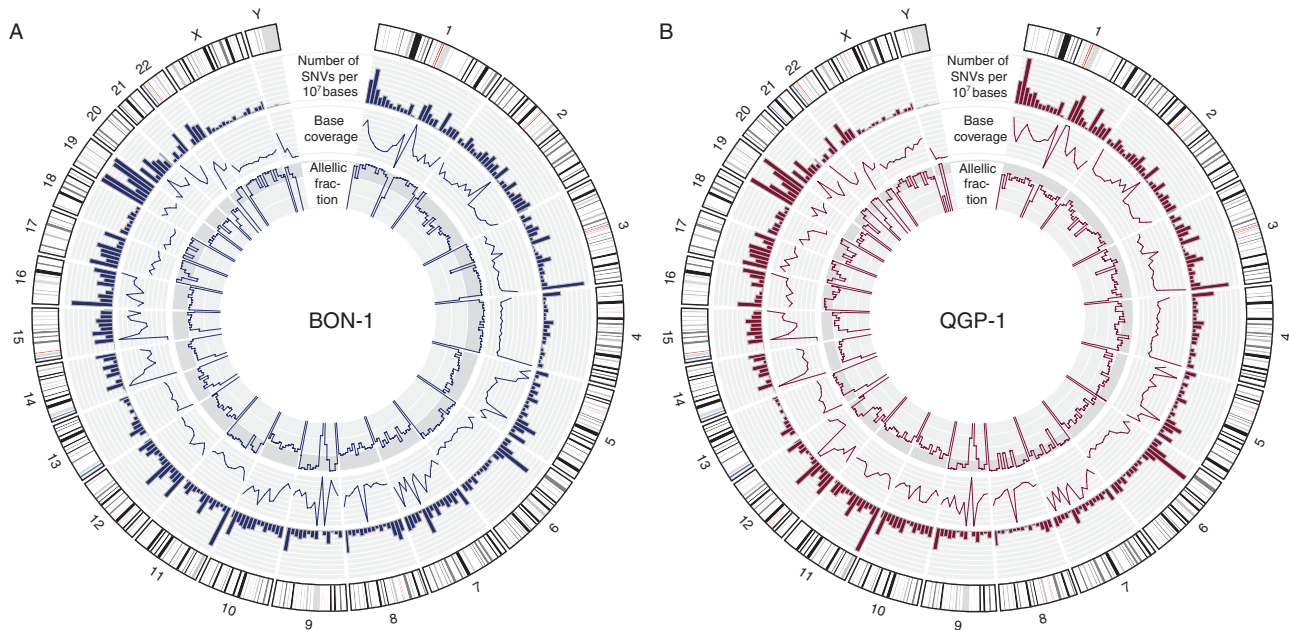 A
Number of
SNVs per
10⁷ bases
Base
coverage
Allellic
frac-
tion
BON-1
1
2
3
4
5
6
7
8
9
10
11
12
13
14
15
16
17
18
19
20
21
22
X
Y
B
Number of
SNVs per
10⁷ bases
Base
coverage
Allellic
frac-
tion
QGP-1
1
2
3
4
5
6
7
8
9
10
11
12
13
14
15
16
17
18
19
20
21
22
X
Y